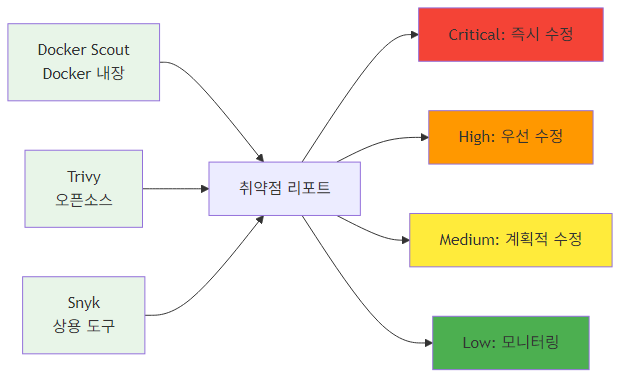 Docker Scout
Docker 내장
Trivy
오픈소스
Snyk
상용 도구
취약점 리포트
Critical: 즉시 수정
High: 우선 수정
Medium: 계획적 수정
Low: 모니터링